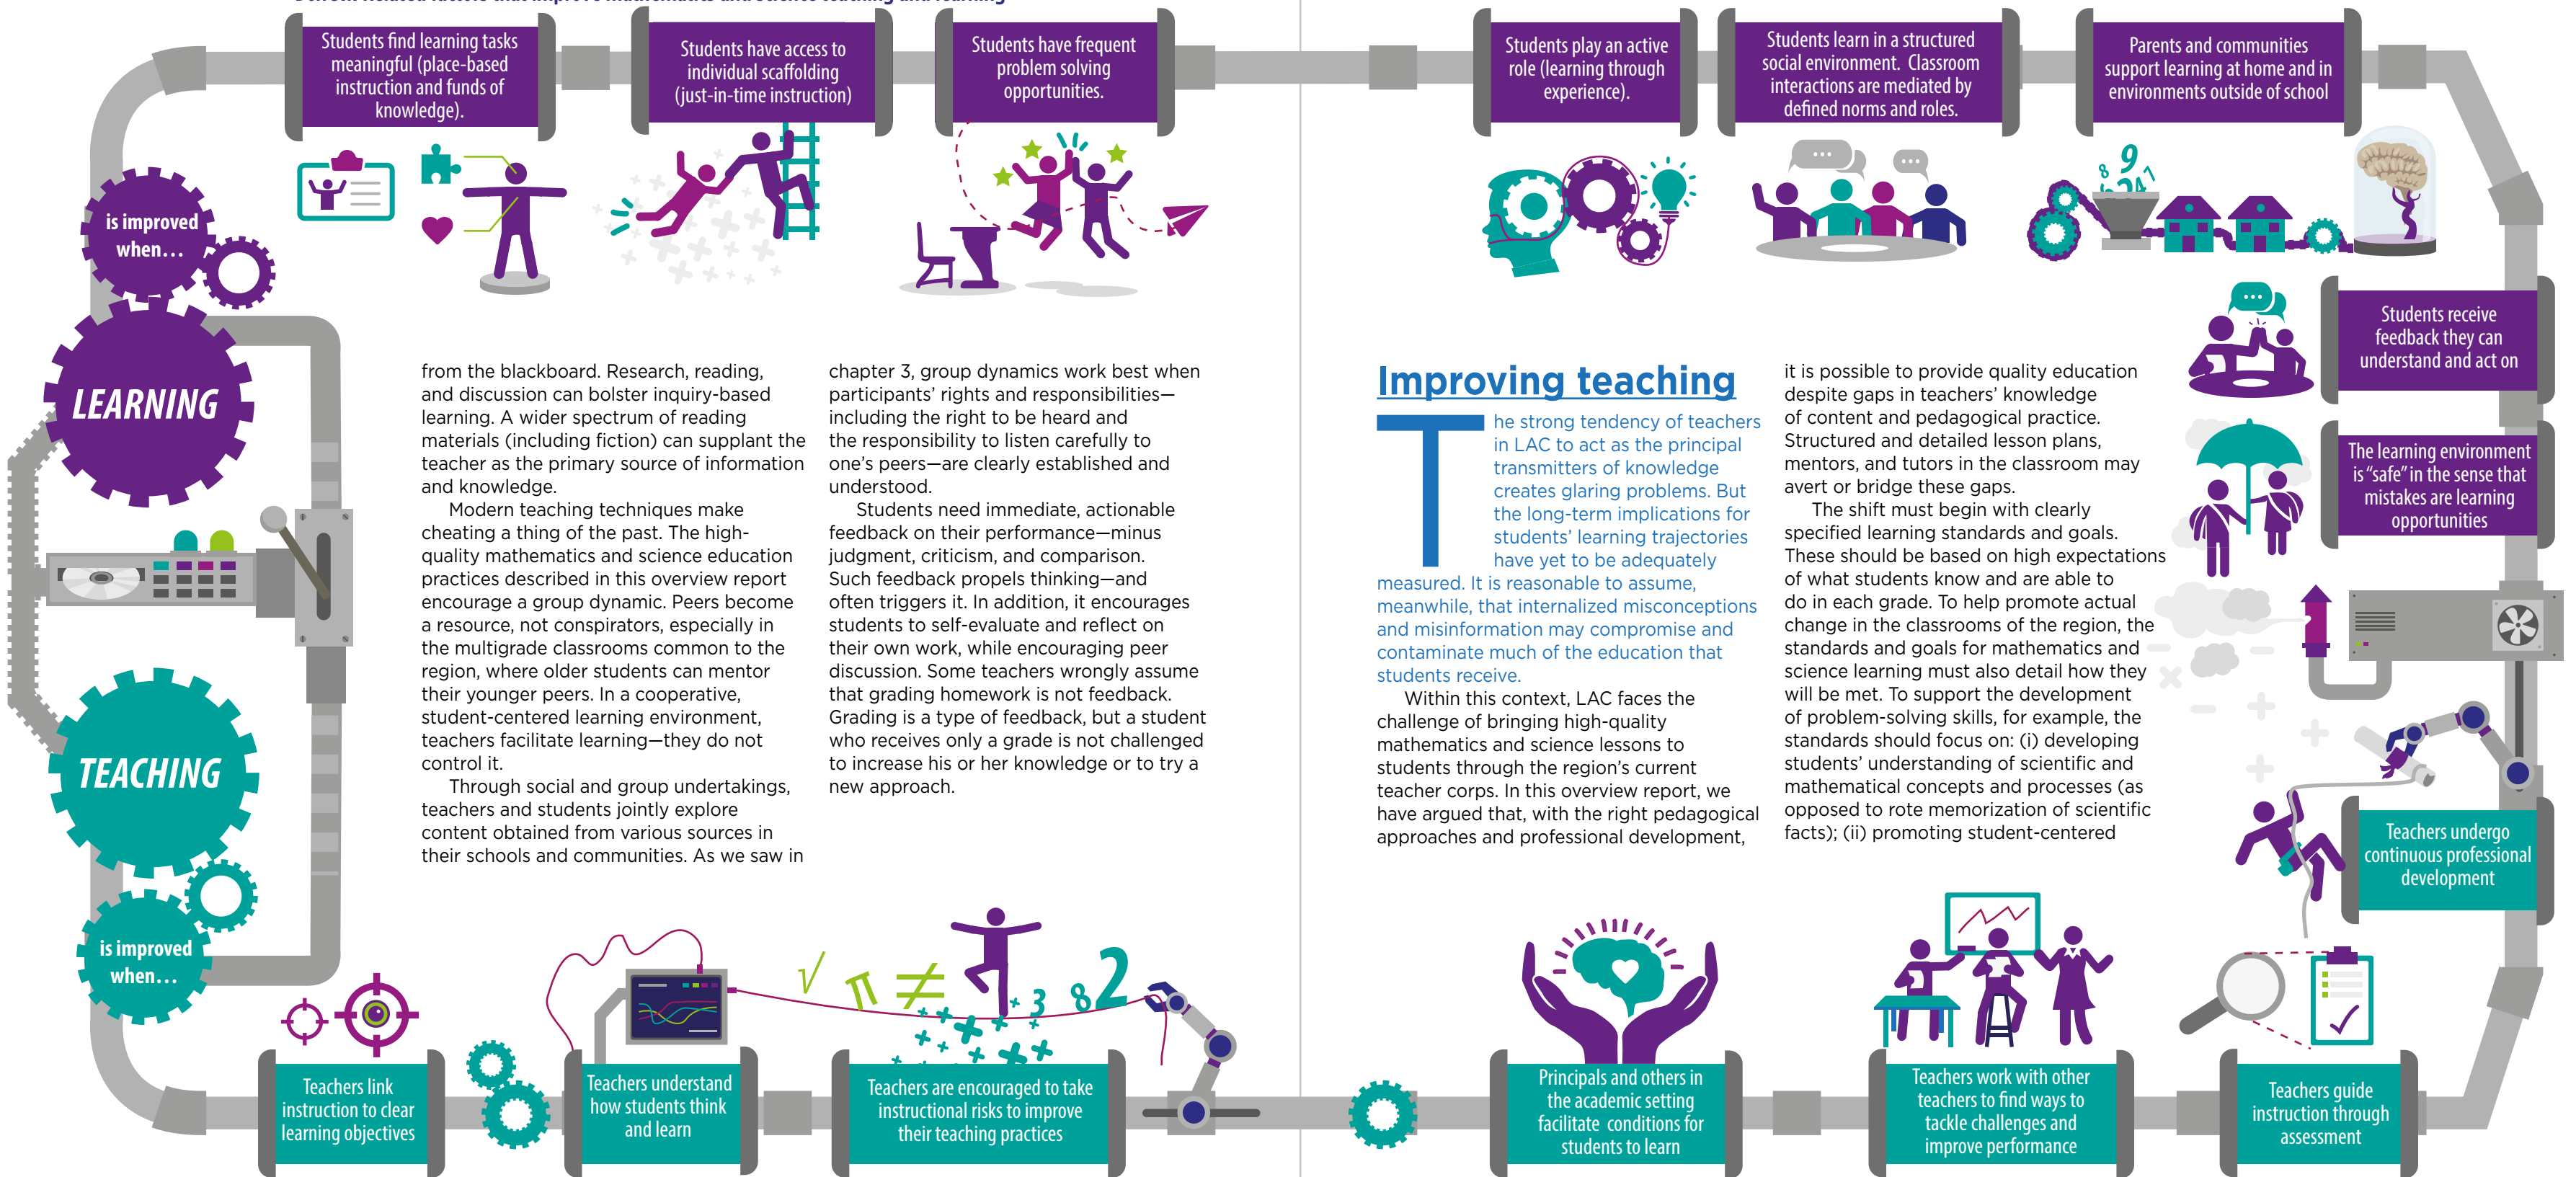 Students find learning tasks
meaningful (place-based
instruction and funds of
knowledge).
Students have access to
individual scaffolding
(just-in-time instruction)
Students have frequent
problem solving
opportunities.
Students play an active
role (learning through
experience).
Students learn in a structured
social environment. Classroom
interactions are mediated by
defined norms and roles.
Parents and communities
support learning at home and in
environments outside of school
is improved
when...
LEARNING
TEACHING
is improved
when...
from the blackboard. Research, reading,
and discussion can bolster inquiry-based
learning. A wider spectrum of reading
materials (including fiction) can supplant the
teacher as the primary source of information
and knowledge.
Modern teaching techniques make
cheating a thing of the past. The high-
quality mathematics and science education
practices described in this overview report
encourage a group dynamic. Peers become
a resource, not conspirators, especially in
the multigrade classrooms common to the
region, where older students can mentor
their younger peers. In a cooperative,
student-centered learning environment,
teachers facilitate learning—they do not
control it.
Through social and group undertakings,
teachers and students jointly explore
content obtained from various sources in
their schools and communities. As we saw in
chapter 3, group dynamics work best when
participants' rights and responsibilities—
including the right to be heard and
the responsibility to listen carefully to
one's peers—are clearly established and
understood.
Students need immediate, actionable
feedback on their performance—minus
judgment, criticism, and comparison.
Such feedback propels thinking—and
often triggers it. In addition, it encourages
students to self-evaluate and reflect on
their own work, while encouraging peer
discussion. Some teachers wrongly assume
that grading homework is not feedback.
Grading is a type of feedback, but a student
who receives only a grade is not challenged
to increase his or her knowledge or to try a
new approach.
Improving teaching
The strong tendency of teachers
in LAC to act as the principal
transmitters of knowledge
creates glaring problems. But
the long-term implications for
students' learning trajectories
have yet to be adequately
measured. It is reasonable to assume,
meanwhile, that internalized misconceptions
and misinformation may compromise and
contaminate much of the education that
students receive.
Within this context, LAC faces the
challenge of bringing high-quality
mathematics and science lessons to
students through the region's current
teacher corps. In this overview report, we
have argued that, with the right pedagogical
approaches and professional development,
it is possible to provide quality education
despite gaps in teachers' knowledge
of content and pedagogical practice.
Structured and detailed lesson plans,
mentors, and tutors in the classroom may
avert or bridge these gaps.
The shift must begin with clearly
specified learning standards and goals.
These should be based on high expectations
of what students know and are able to
do in each grade. To help promote actual
change in the classrooms of the region, the
standards and goals for mathematics and
science learning must also detail how they
will be met. To support the development
of problem-solving skills, for example, the
standards should focus on: (i) developing
students' understanding of scientific and
mathematical concepts and processes (as
opposed to rote memorization of scientific
facts); (ii) promoting student-centered
Students receive
feedback they can
understand and act on
The learning environment
is "safe" in the sense that
mistakes are learning
opportunities
Teachers undergo
continuous professional
development
√ π ≠ 3 8 2
Teachers link
instruction to clear
learning objectives
Teachers understand
how students think
and learn
Teachers are encouraged to take
instructional risks to improve
their teaching practices
Principals and others in
the academic setting
facilitate conditions for
students to learn
Teachers work with other
teachers to find ways to
tackle challenges and
improve performance
Teachers guide
instruction through
assessment